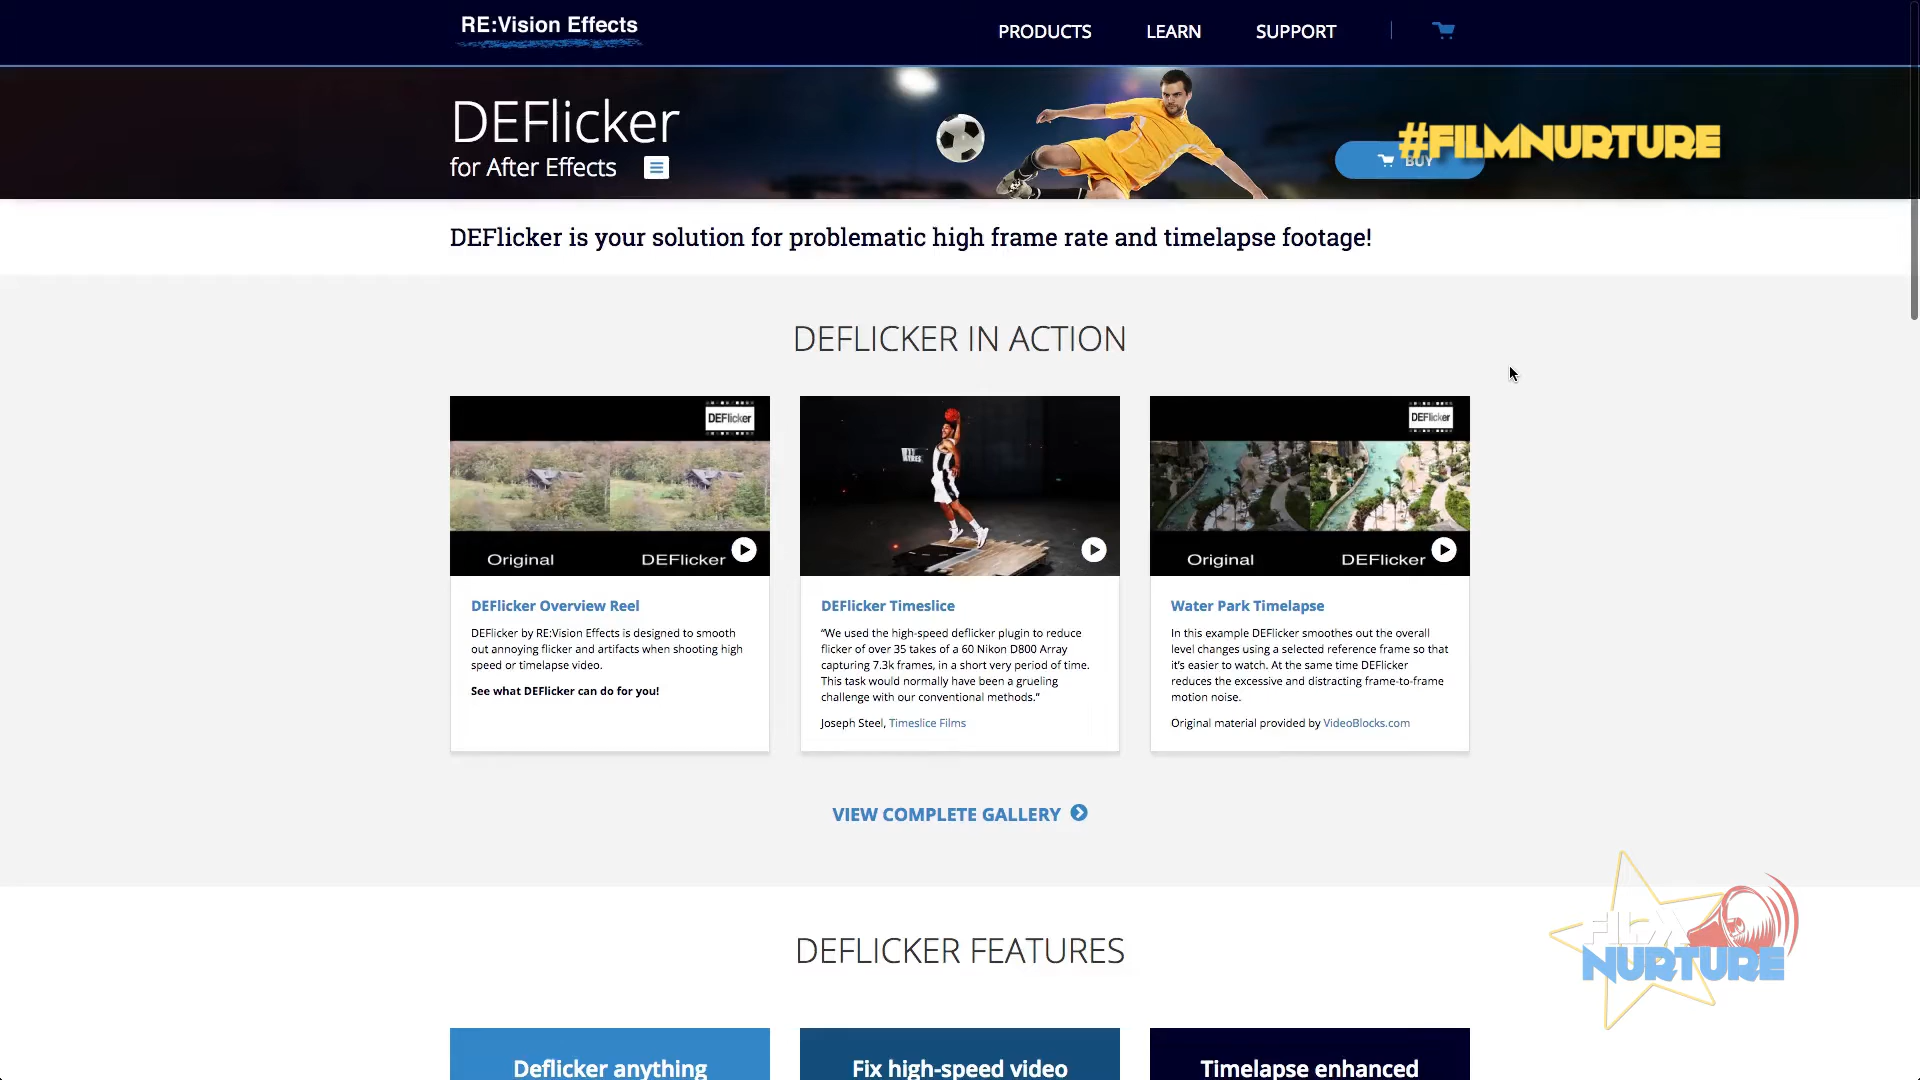 RE:Vision Effects
PRODUCTS
LEARN
SUPPORT
DEFlicker
for After Effects
BUY
#FILMNURTURE
DEFlicker is your solution for problematic high frame rate and timelapse footage!
DEFLICKER IN ACTION
DEFlicker
Original
DEFlicker
DEFlicker Overview Reel
DEFlicker by RE:Vision Effects is designed to smooth
out annoying flicker and artifacts when shooting high
speed or timelapse video.
See what DEFlicker can do for you!
DEFlicker Timeslice
“We used the high-speed deflicker plugin to reduce
flicker of over 35 takes of a 60 Nikon D800 Array
capturing 7.3k frames, in a short very period of time.
This task would normally have been a grueling
challenge with our conventional methods.”
Joseph Steel, Timeslice Films
DEFlicker
Original
DEFlicker
Water Park Timelapse
In this example DEFlicker smoothes out the overall
level changes using a selected reference frame so that
it's easier to watch. At the same time DEFlicker
reduces the excessive and distracting frame-to-frame
motion noise.
Original material provided by VideoBlocks.com
VIEW COMPLETE GALLERY
DEFLICKER FEATURES
FILM
NURTURE
Deflicker anything
Fix high-speed video
Timelapse enhanced